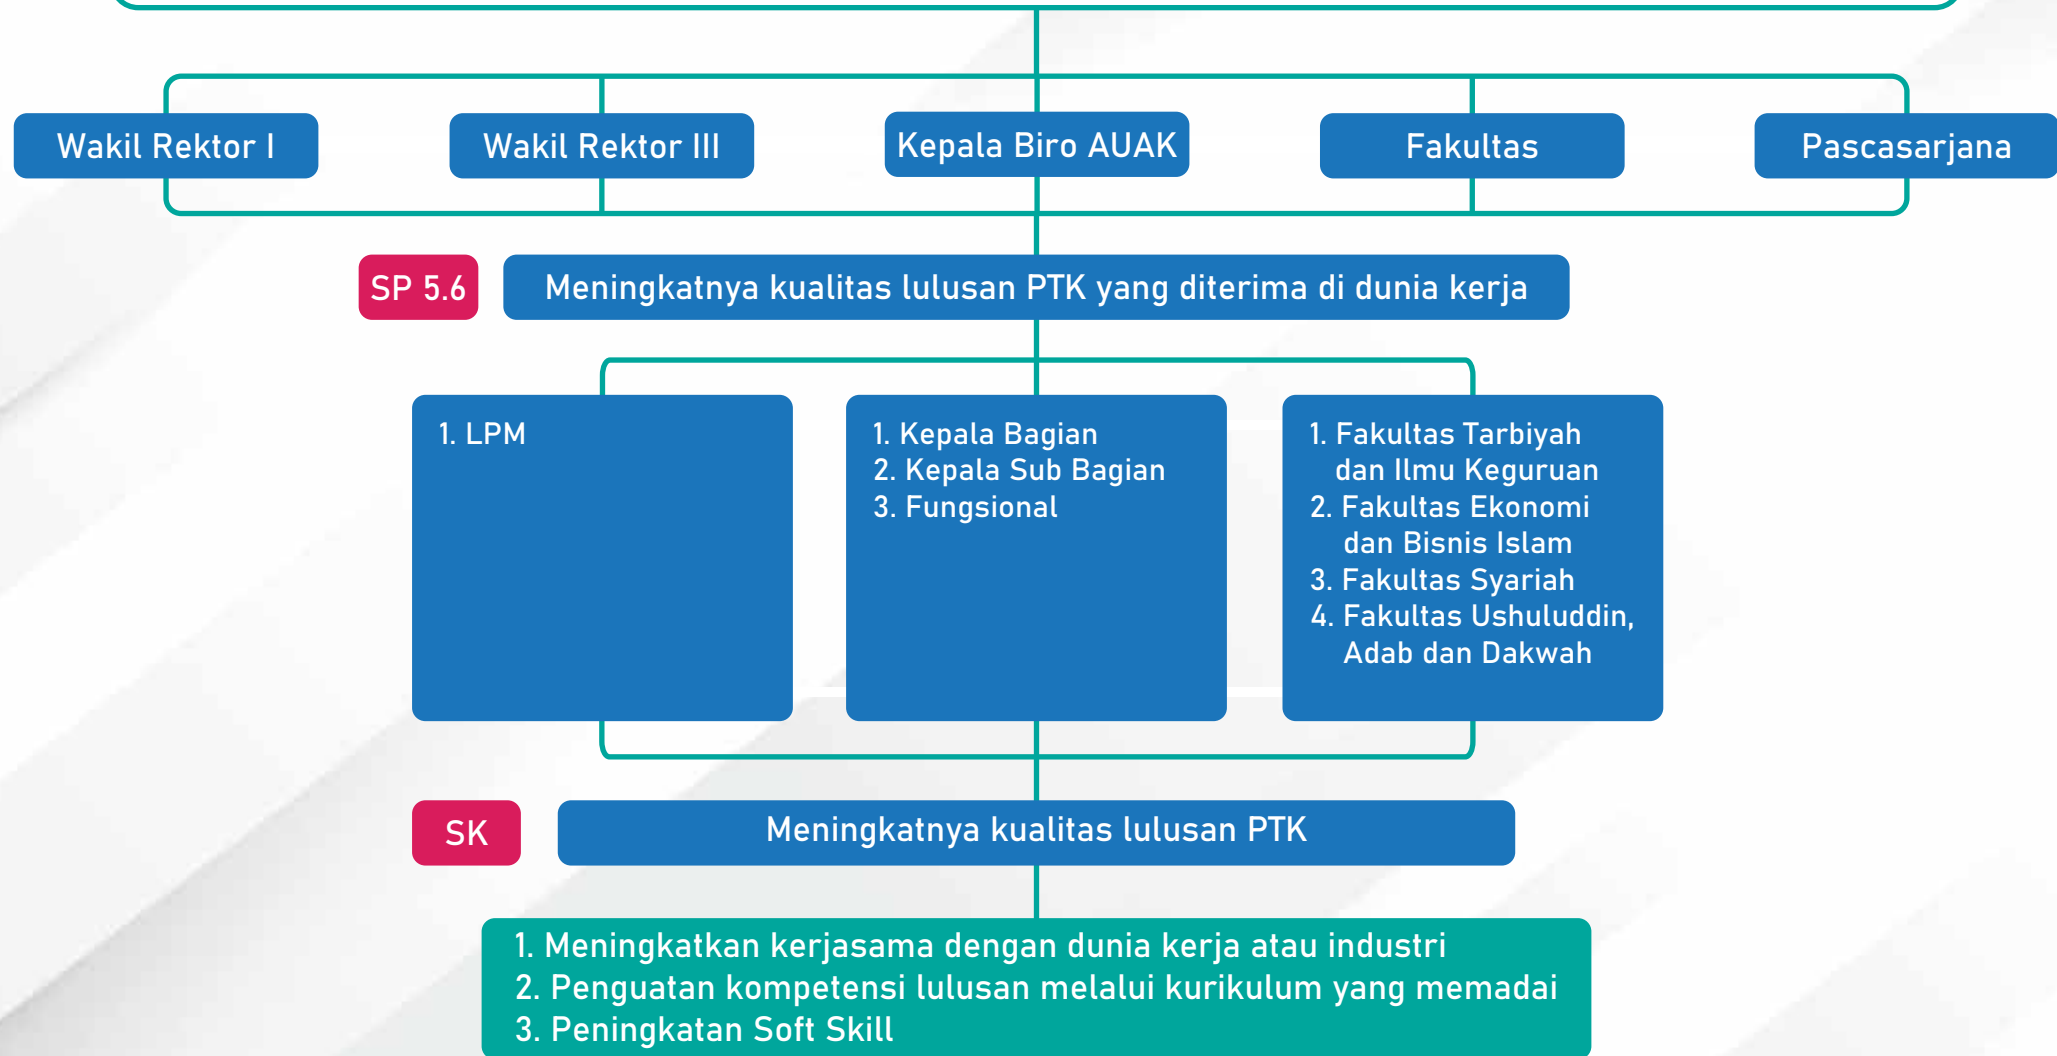 Wakil Rektor I
Wakil Rektor III
Kepala Biro AUAK
Fakultas
Pascasarjana
SP 5.6
Meningkatnya kualitas lulusan PTK yang diterima di dunia kerja
1. LPM
1. Kepala Bagian
2. Kepala Sub Bagian
3. Fungsional
1. Fakultas Tarbiyah
dan Ilmu Keguruan
2. Fakultas Ekonomi
dan Bisnis Islam
3. Fakultas Syariah
4. Fakultas Ushuluddin,
Adab dan Dakwah
SK
Meningkatnya kualitas lulusan PTK
1. Meningkatkan kerjasama dengan dunia kerja atau industri
2. Penguatan kompetensi lulusan melalui kurikulum yang memadai
3. Peningkatan Soft Skill